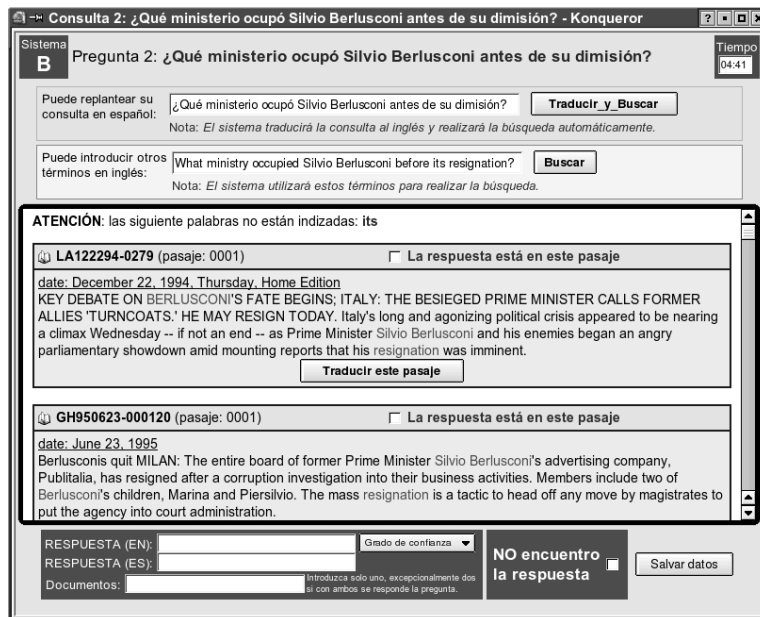 Consulta 2: ¿Qué ministerio ocupó Silvio Berlusconi antes de su dimisión? - Konqueror
Sistema
B
Pregunta 2: ¿Qué ministerio ocupó Silvio Berlusconi antes de su dimisión?
Tiempo
04:41
Puede replantear su
consulta en español:
¿Qué ministerio ocupó Silvio Berlusconi antes de su dimisión?
Traducir_y_Buscar
Nota: El sistema traducirá la consulta al inglés y realizará la búsqueda automáticamente.
Puede introducir otros
términos en inglés:
What ministry occupied Silvio Berlusconi before its resignation?
Buscar
Nota: El sistema utilizará estos términos para realizar la búsqueda.
ATENCIÓN: las siguiente palabras no están indizadas: its
LA122294-0279 (pasaje: 0001)
La respuesta está en este pasaje
date: December 22, 1994, Thursday, Home Edition
KEY DEBATE ON BERLUSCONI'S FATE BEGINS; ITALY: THE BESIEGED PRIME MINISTER CALLS FORMER
ALLIES 'TURNCOATS.' HE MAY RESIGN TODAY. Italy's long and agonizing political crisis appeared to be nearing
a climax Wednesday -- if not an end -- as Prime Minister Silvio Berlusconi and his enemies began an angry
parliamentary showdown amid mounting reports that his resignation was imminent.
Traducir este pasaje
GH950623-000120 (pasaje: 0001)
La respuesta está en este pasaje
date: June 23, 1995
Berlusconis quit MILAN: The entire board of former Prime Minister Silvio Berlusconi's advertising company,
Publitalia, has resigned after a corruption investigation into their business activities. Members include two of
Berlusconi's children, Marina and Piersilvio. The mass resignation is a tactic to head off any move by magistrates to
put the agency into court administration.
RESPUESTA (EN):
Grado de confianza
RESPUESTA (ES):
Documentos:
Introduzca solo uno, excepcionalmente dos
si con ambos se responde la pregunta.
NO encuentro
la respuesta
Salvar datos